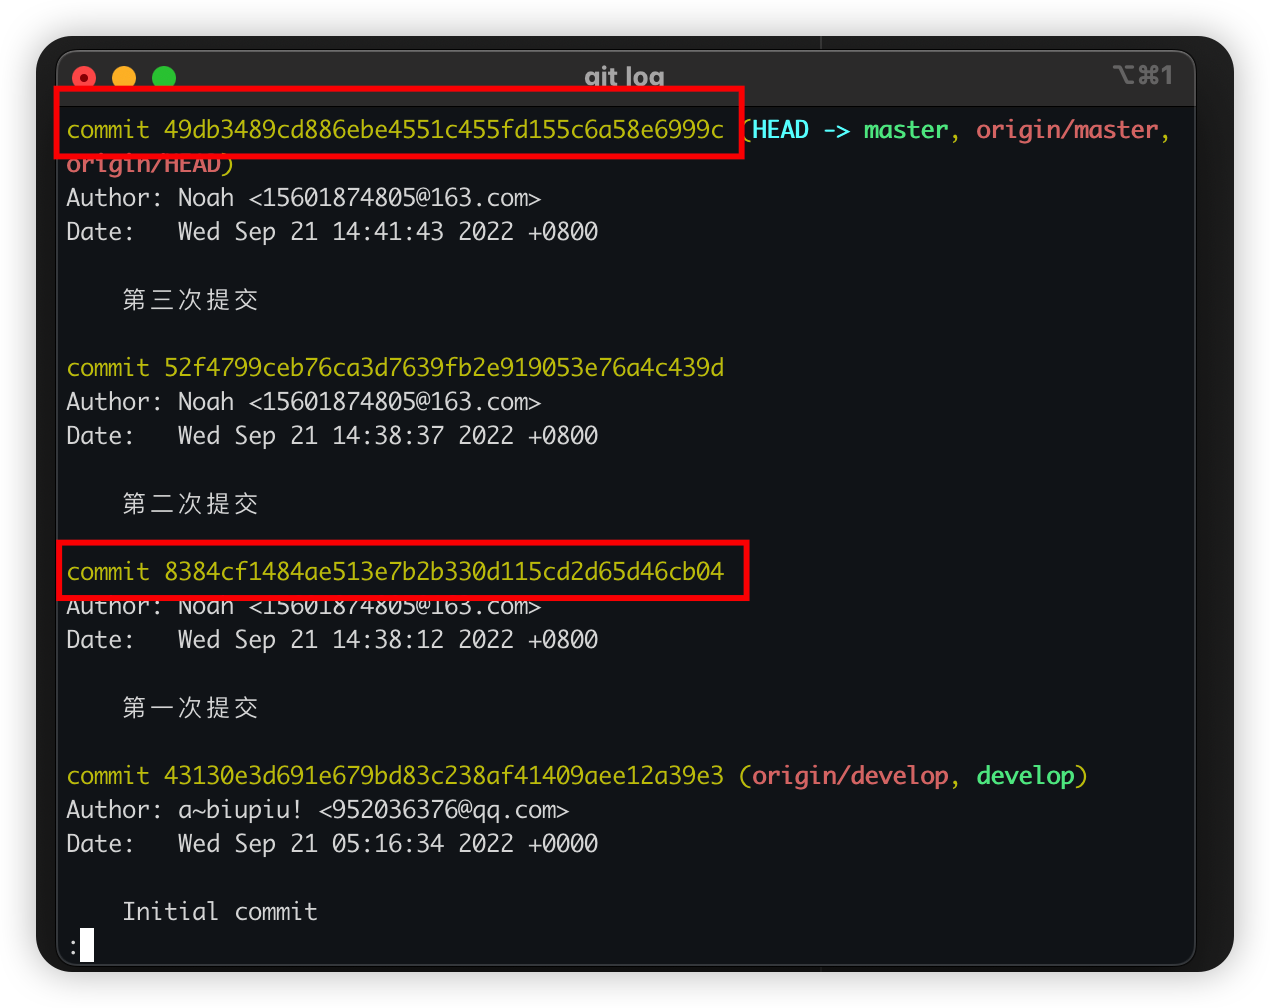 git log
⌥⌘1
commit 49db3489cd886ebe4551c455fd155c6a58e6999c (HEAD -> master, origin/master,
origin/HEAD)
Author: Noah <15601874805@163.com>
Date:   Wed Sep 21 14:41:43 2022 +0800
第三次提交
commit 52f4799ceb76ca3d7639fb2e919053e76a4c439d
Author: Noah <15601874805@163.com>
Date:   Wed Sep 21 14:38:37 2022 +0800
第二次提交
commit 8384cf1484ae513e7b2b330d115cd2d65d46cb04
Author: Noah <15601874805@163.com>
Date:   Wed Sep 21 14:38:12 2022 +0800
第一次提交
commit 43130e3d691e679bd83c238af41409aee12a39e3 (origin/develop, develop)
Author: a~biupiu! <952036376@qq.com>
Date:   Wed Sep 21 05:16:34 2022 +0000
Initial commit
: